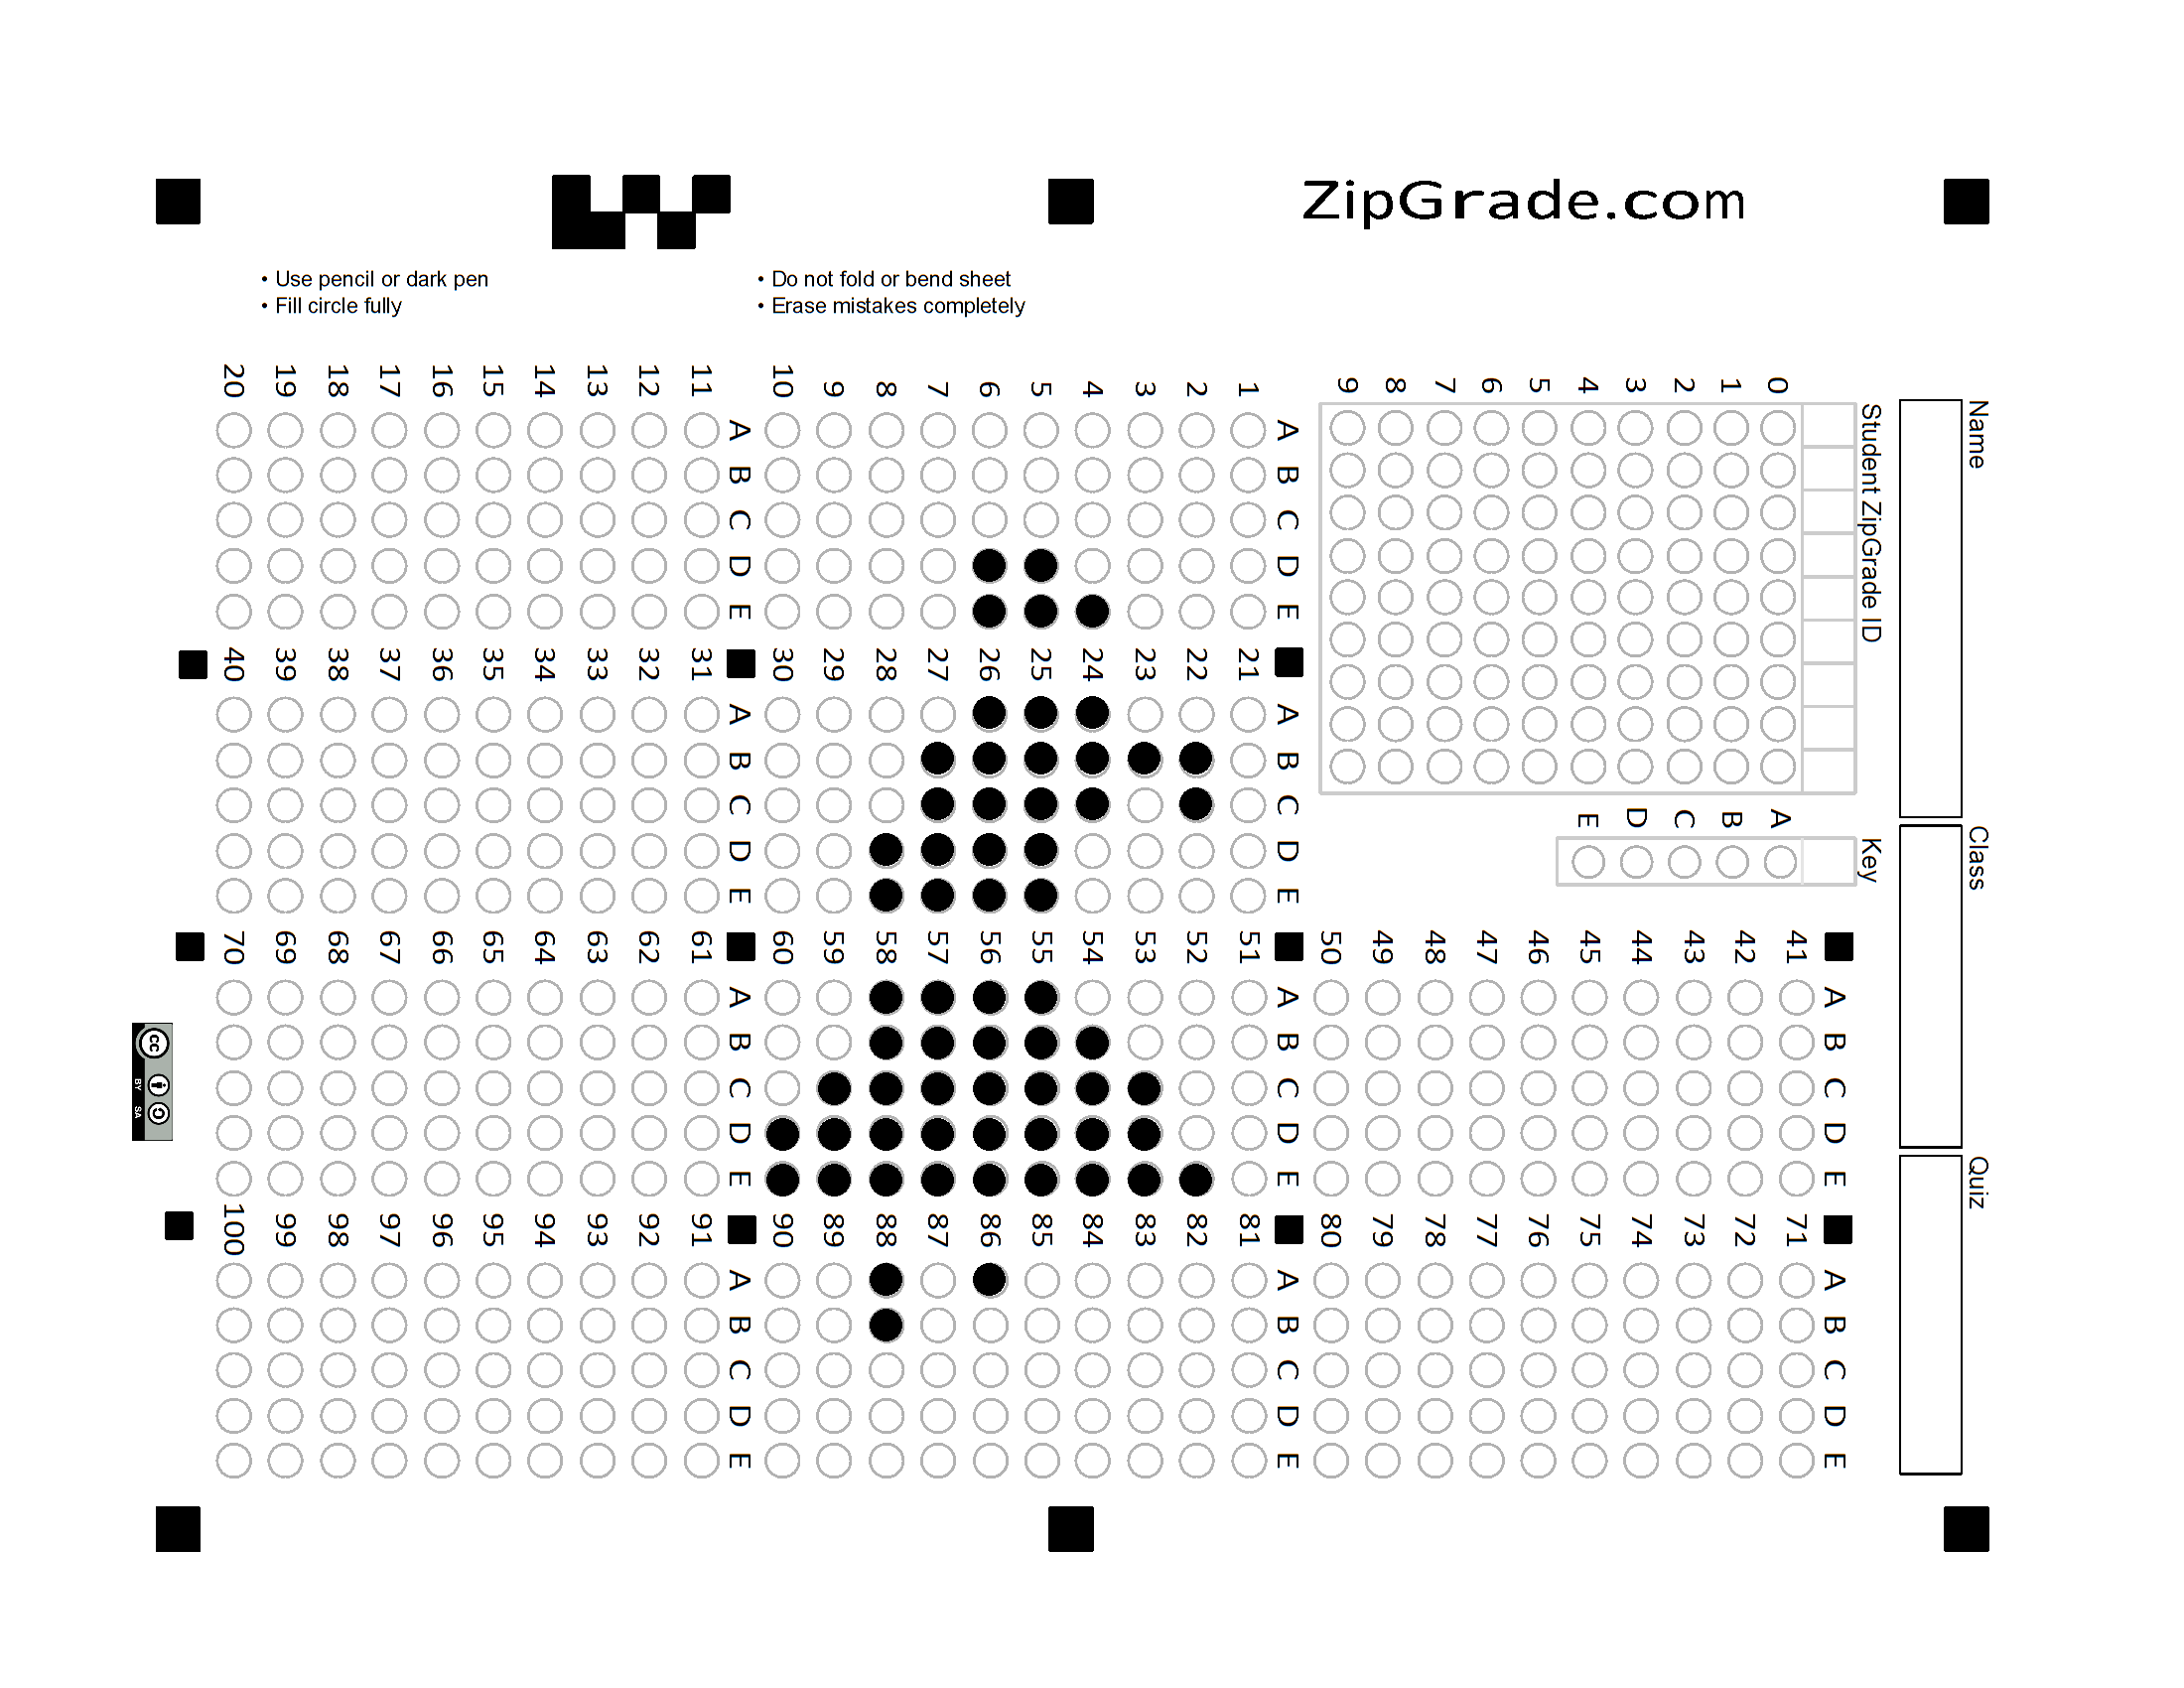 ZipGrade.com
• Use pencil or dark pen
• Fill circle fully
• Do not fold or bend sheet
• Erase mistakes completely
Name
Class
Quiz
Student ZipGrade ID
0 1 2 3 4 5 6 7 8 9
Key
A B C D E
1 2 3 4 5 6 7 8 9 10
A B C D E
11 12 13 14 15 16 17 18 19 20
A B C D E
21 22 23 24 25 26 27 28 29 30
A B C D E
31 32 33 34 35 36 37 38 39 40
A B C D E
41 42 43 44 45 46 47 48 49 50
A B C D E
51 52 53 54 55 56 57 58 59 60
A B C D E
61 62 63 64 65 66 67 68 69 70
A B C D E
71 72 73 74 75 76 77 78 79 80
A B C D E
81 82 83 84 85 86 87 88 89 90
A B C D E
91 92 93 94 95 96 97 98 99 100
A B C D E
cc BY SA